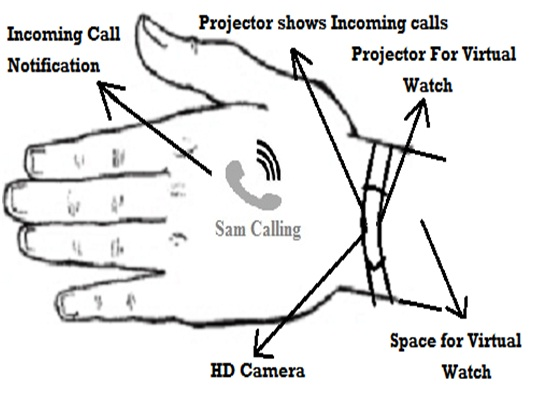 Projector shows Incoming calls
Incoming Call
Notification
Projector For Virtual
Watch
Sam Calling
Space for Virtual
Watch
HD Camera